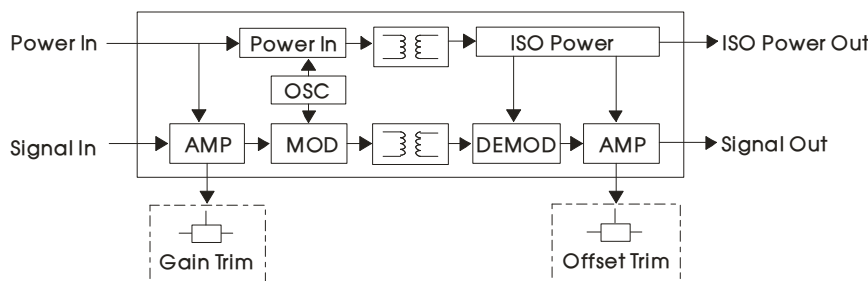 Power In
Power In
ISO Power
ISO Power Out
OSC
Signal In
AMP
MOD
DEMOD
AMP
Signal Out
Gain Trim
Offset Trim